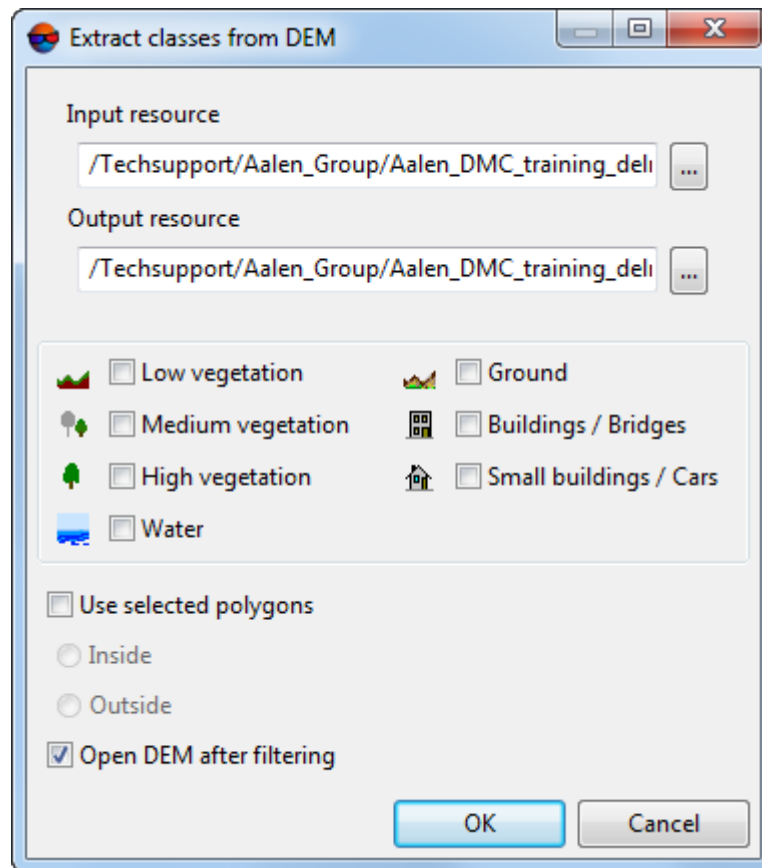 Extract classes from DEM
Input resource
/Techsupport/Aalen_Group/Aalen_DMC_training_deli
...
Output resource
/Techsupport/Aalen_Group/Aalen_DMC_training_deli
...
Low vegetation
Ground
Medium vegetation
Buildings / Bridges
High vegetation
Small buildings / Cars
Water
Use selected polygons
Inside
Outside
Open DEM after filtering
OK
Cancel